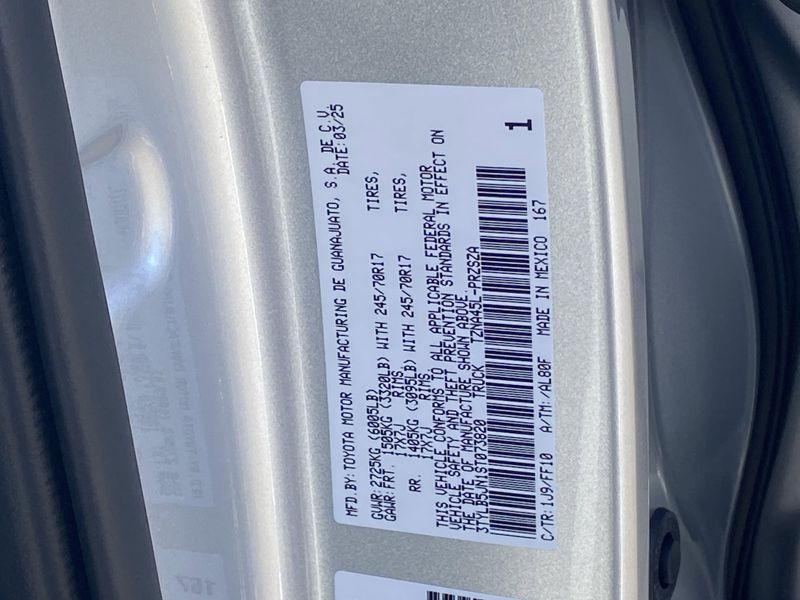 MFD.BY:TOYOTA MOTOR MANUFACTURING DE GUANAJUATO, S.A. DE C.V.
DATE:03/25
GVWR:2725KG (6005LB)
GAWR:FRT. 1505KG (3320LB) WITH 245/70R17 TIRES,
17X7J RIMS,
RR. 1405KG (3095LB) WITH 245/70R17 TIRES,
17X7J RIMS,
THIS VEHICLE CONFORMS TO ALL APPLICABLE FEDERAL MOTOR
VEHICLE SAFETY AND THEFT PREVENTION STANDARDS IN EFFECT ON
THE DATE OF MANUFACTURE SHOWN ABOVE.
3TYLB5JN1ST073820 TRUCK TZNA45L-PRZSZA
1
C/TR:1J9/FF10 A/TM:/AL80F MADE IN MEXICO 167